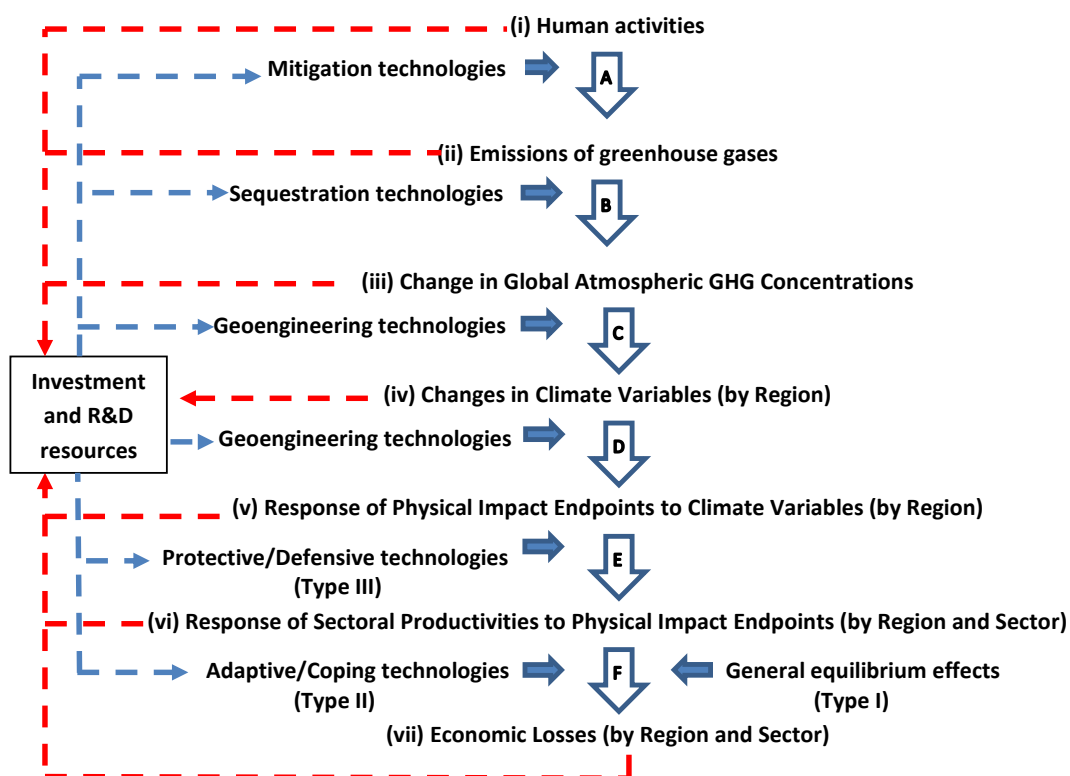 (i) Human activities
Mitigation technologies
A
(ii) Emissions of greenhouse gases
Sequestration technologies
B
(iii) Change in Global Atmospheric GHG Concentrations
Geoengineering technologies
C
Investment
and R&D
resources
(iv) Changes in Climate Variables (by Region)
Geoengineering technologies
D
(v) Response of Physical Impact Endpoints to Climate Variables (by Region)
Protective/Defensive technologies
(Type III)
E
(vi) Response of Sectoral Productivities to Physical Impact Endpoints (by Region and Sector)
Adaptive/Coping technologies
(Type II)
F
General equilibrium effects
(Type I)
(vii) Economic Losses (by Region and Sector)